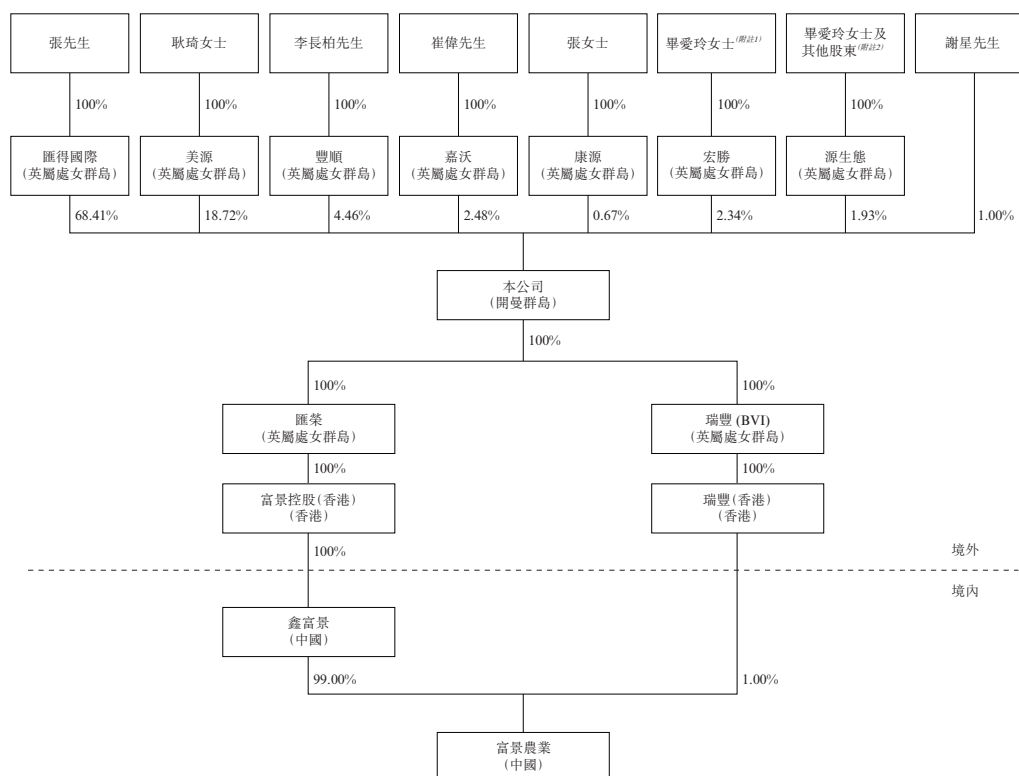 張先生
耿琦女士
李長柏先生
崔偉先生
張女士
畢愛玲女士(附註1)
畢愛玲女士及
其他股東(附註2)
謝星先生
100%
100%
100%
100%
100%
100%
100%
匯得國際
(英屬處女群島)
美源
(英屬處女群島)
豐順
(英屬處女群島)
嘉沃
(英屬處女群島)
康源
(英屬處女群島)
宏勝
(英屬處女群島)
源生態
(英屬處女群島)
68.41%
18.72%
4.46%
2.48%
0.67%
2.34%
1.93%
1.00%
本公司
(開曼群島)
100%
100%
100%
匯榮
(英屬處女群島)
瑞豐(BVI)
(英屬處女群島)
100%
100%
富景控股(香港)
(香港)
瑞豐(香港)
(香港)
100%
境外
境內
鑫富景
(中國)
99.00%
1.00%
富景農業
(中國)